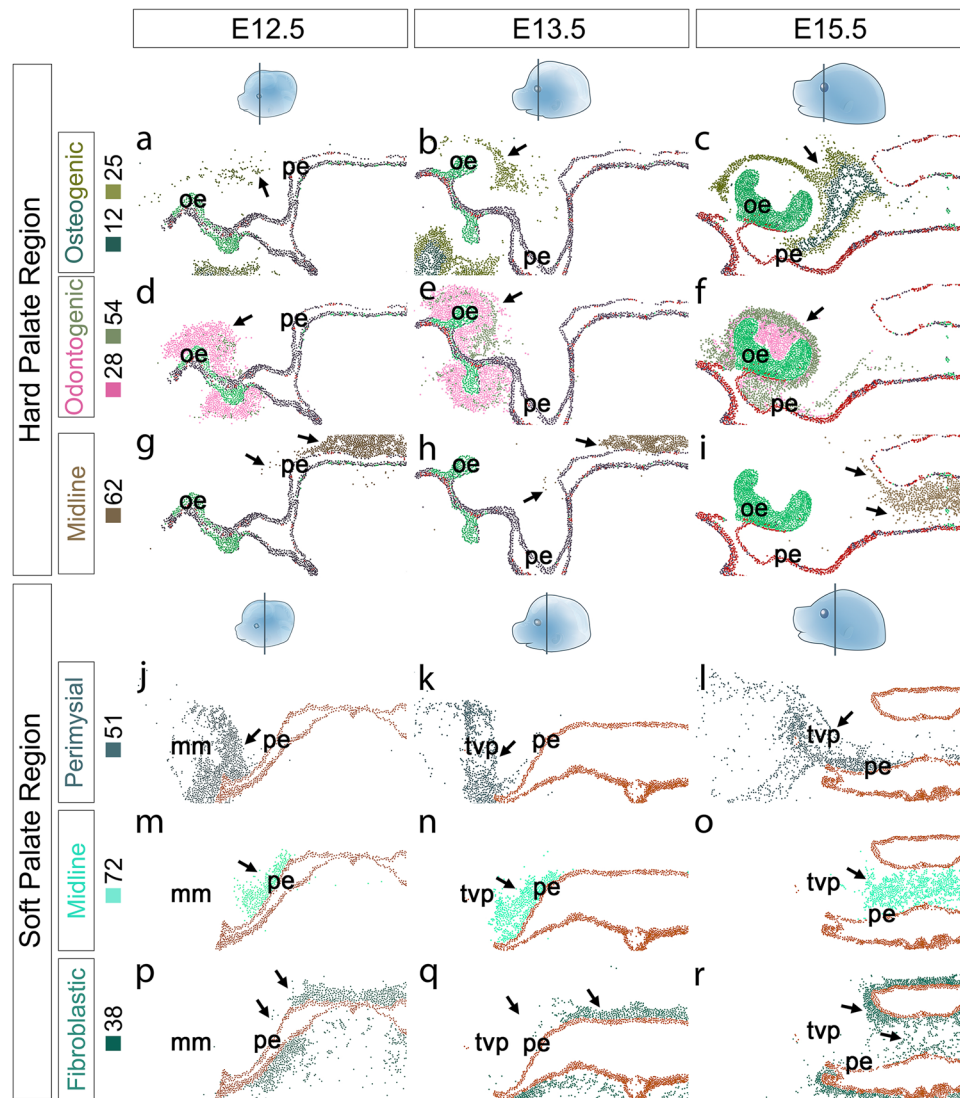 E12.5 E13.5 E15.5
Hard Palate Region
Osteogenic
12 25
a
oe
pe
b
oe
pe
c
oe
pe
Odontogenic
28 54
d
oe
pe
e
oe
pe
f
oe
pe
Midline
62
g
oe
pe
h
oe
pe
i
oe
pe
Soft Palate Region
Perimysial
51
j
mm
pe
k
tvp
pe
l
tvp
pe
Midline
72
m
mm
pe
n
tvp
pe
o
tvp
pe
Fibroblastic
38
p
mm
pe
q
tvp
pe
r
tvp
pe